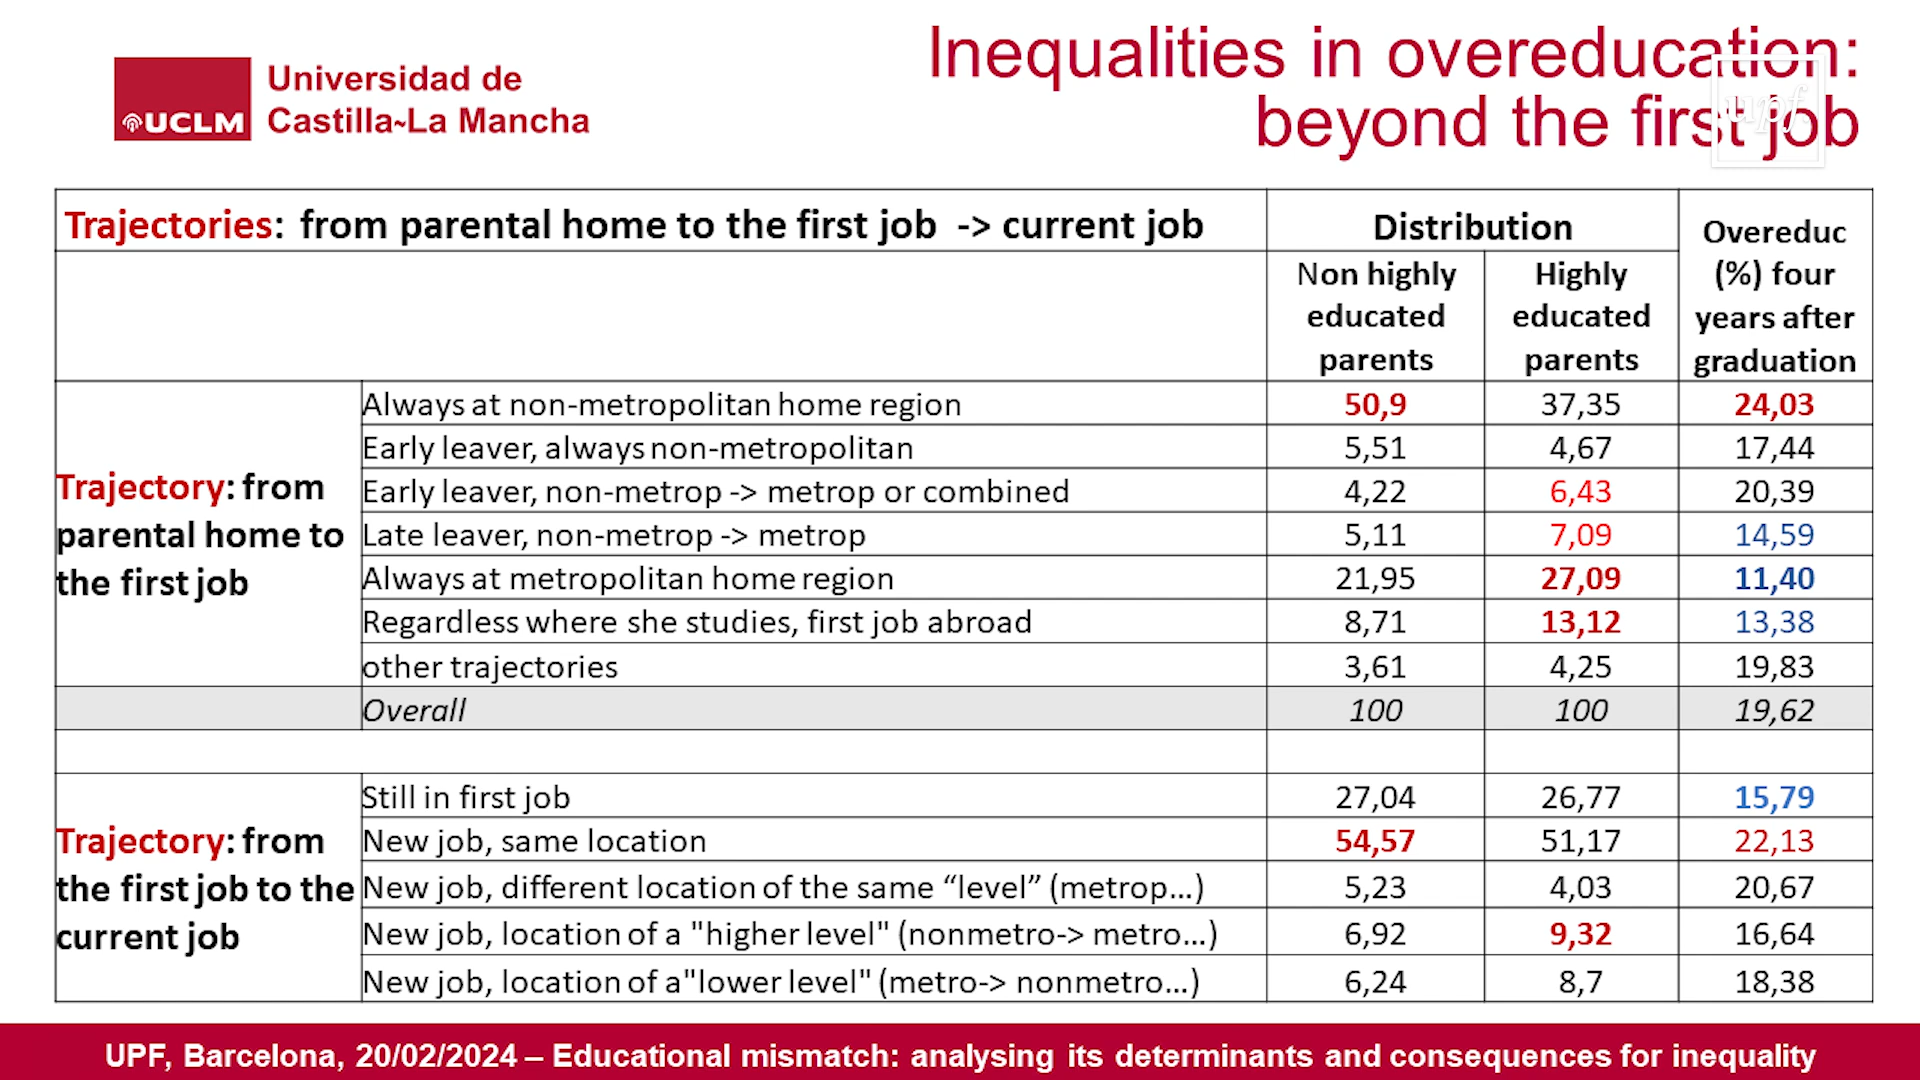 Inequalities in overeducation:
beyond the first job
upf.
UCLM
Universidad de
Castilla~La Mancha
Trajectories: from parental home to the first job -> current job
Distribution
Overeduc
(%) four
years after
graduation
Non highly
educated
parents
Highly
educated
parents
Trajectory: from
parental home to
the first job
Always at non-metropolitan home region 50,9 37,35 24,03
Early leaver, always non-metropolitan 5,51 4,67 17,44
Early leaver, non-metrop -> metrop or combined 4,22 6,43 20,39
Late leaver, non-metrop -> metrop 5,11 7,09 14,59
Always at metropolitan home region 21,95 27,09 11,40
Regardless where she studies, first job abroad 8,71 13,12 13,38
other trajectories 3,61 4,25 19,83
Overall 100 100 19,62
Trajectory: from
the first job to the
current job
Still in first job 27,04 26,77 15,79
New job, same location 54,57 51,17 22,13
New job, different location of the same “level” (metrop...) 5,23 4,03 20,67
New job, location of a "higher level" (nonmetro-> metro...) 6,92 9,32 16,64
New job, location of a"lower level" (metro-> nonmetro...) 6,24 8,7 18,38
UPF, Barcelona, 20/02/2024 – Educational mismatch: analysing its determinants and consequences for inequality